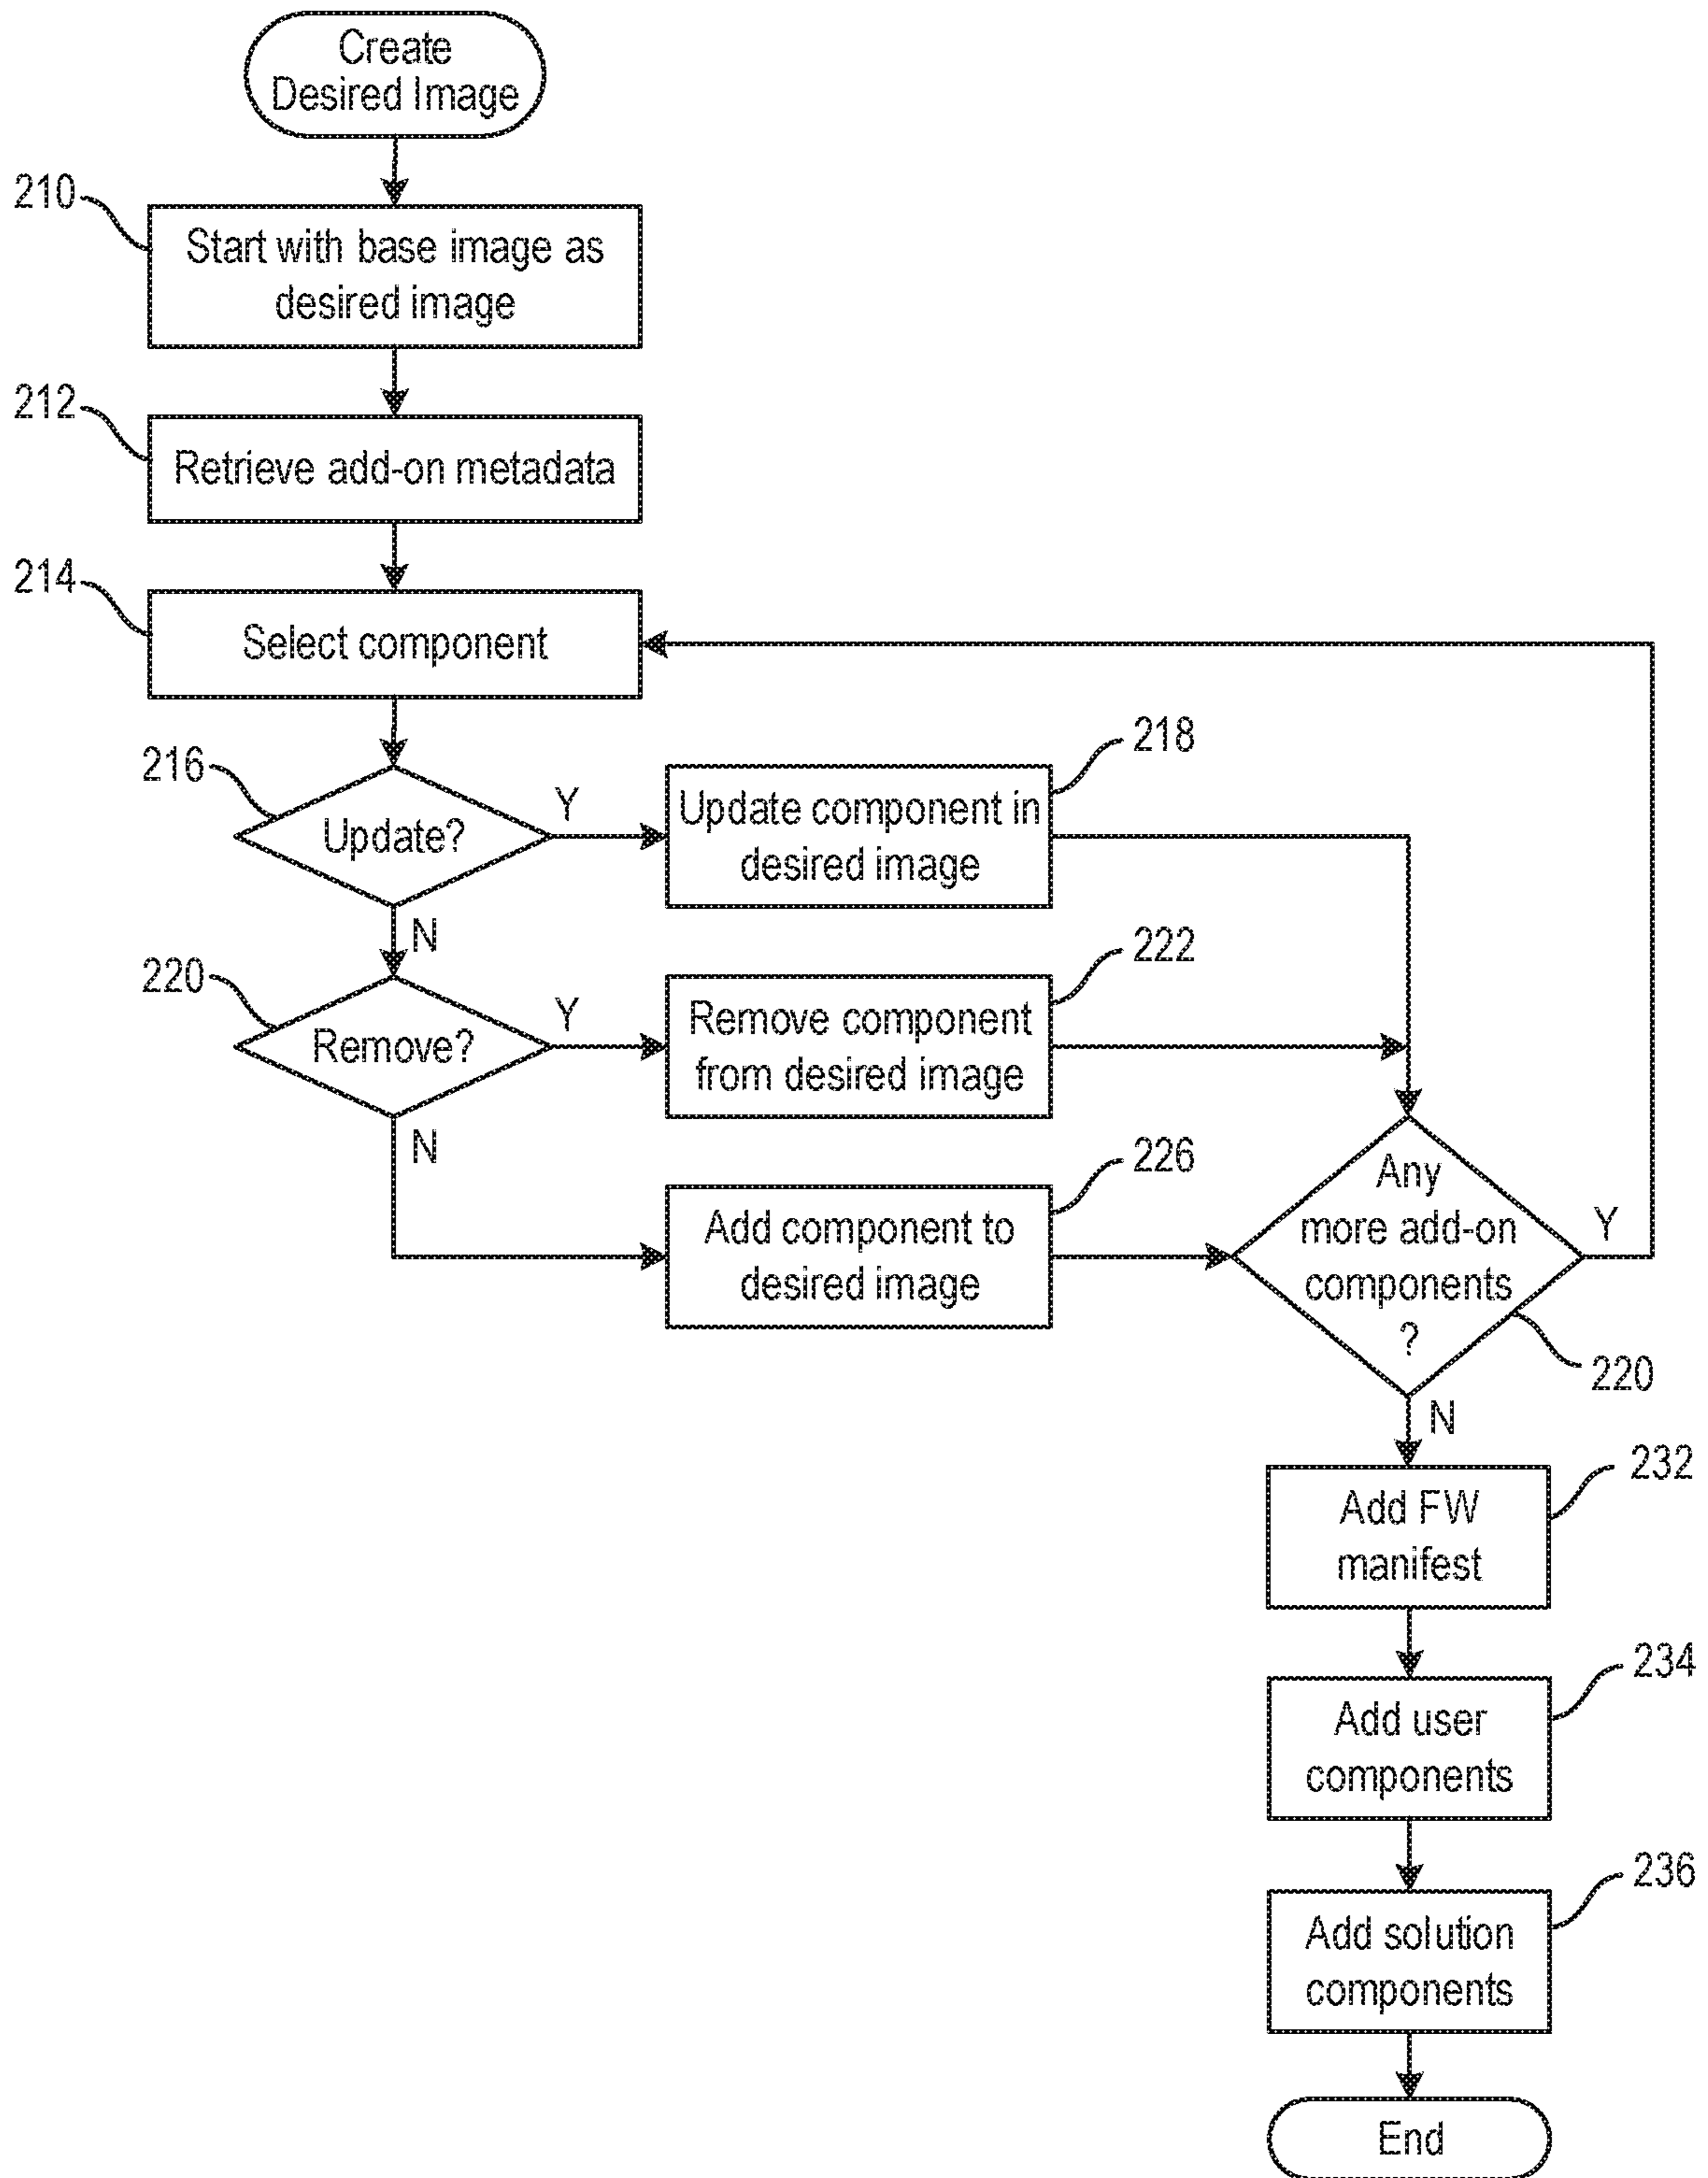 Create
Desired Image
210
Start with base image as
desired image
212
Retrieve add-on metadata
214
Select component
216
Update?
Y
N
218
Update component in
desired image
220
Remove?
Y
N
222
Remove component
from desired image
226
Add component to
desired image
Any
more add-on
components
?
Y
220
N
232
Add FW
manifest
234
Add user
components
236
Add solution
components
End